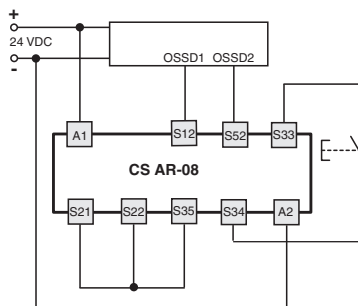 +
24 VDC
-
OSSD1 OSSD2
A1 S12 S52 S33
CS AR-08
S21 S22 S35 S34 A2